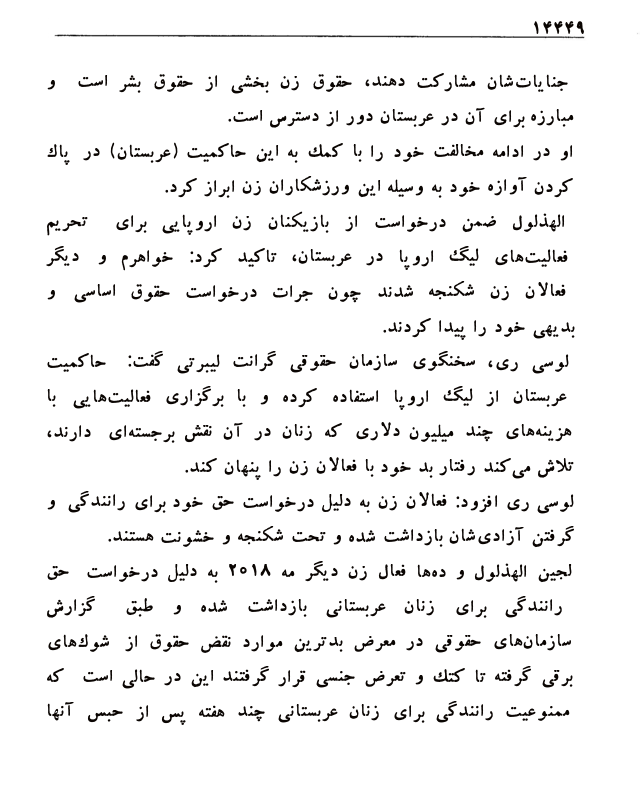 ۱۴۴۴۹
جنایات‌شان مشارکت دهند، حقوق زن بخشی از حقوق بشر است و
مبارزه برای آن در عربستان دور از دسترس است.
او در ادامه مخالفت خود را با کمك به این حاکمیت (عربستان) در پاك
کردن آوازه خود به وسیله این ورزشکاران زن ابراز کرد.
الهذلول ضمن درخواست از بازیکنان زن اروپایی برای تحریم
فعالیت‌های لیگ اروپا در عربستان، تاکید کرد: خواهرم و دیگر
فعالان زن شکنجه شدند چون جرات درخواست حقوق اساسی و
بدیهی خود را پیدا کردند.
لوسی ری، سخنگوی سازمان حقوقی گرانت لیبرتی گفت: حاکمیت
عربستان از لیگ اروپا استفاده کرده و با برگزاری فعالیت‌هایی با
هزینه‌های چند میلیون دلاری که زنان در آن نقش برجسته‌ای دارند،
تلاش می‌کند رفتار بد خود با فعالان زن را پنهان کند.
لوسی ری افزود: فعالان زن به دلیل درخواست حق خود برای رانندگی و
گرفتن آزادی‌شان بازداشت شده و تحت شکنجه و خشونت هستند.
لجین الهذلول و ده‌ها فعال زن دیگر مه ۲۰۱۸ به دلیل درخواست حق
رانندگی برای زنان عربستانی بازداشت شده و طبق گزارش
سازمان‌های حقوقی در معرض بدترین موارد نقض حقوق از شوك‌های
برقی گرفته تا کتك و تعرض جنسی قرار گرفتند این در حالی است که
ممنوعیت رانندگی برای زنان عربستانی چند هفته پس از حبس آنها